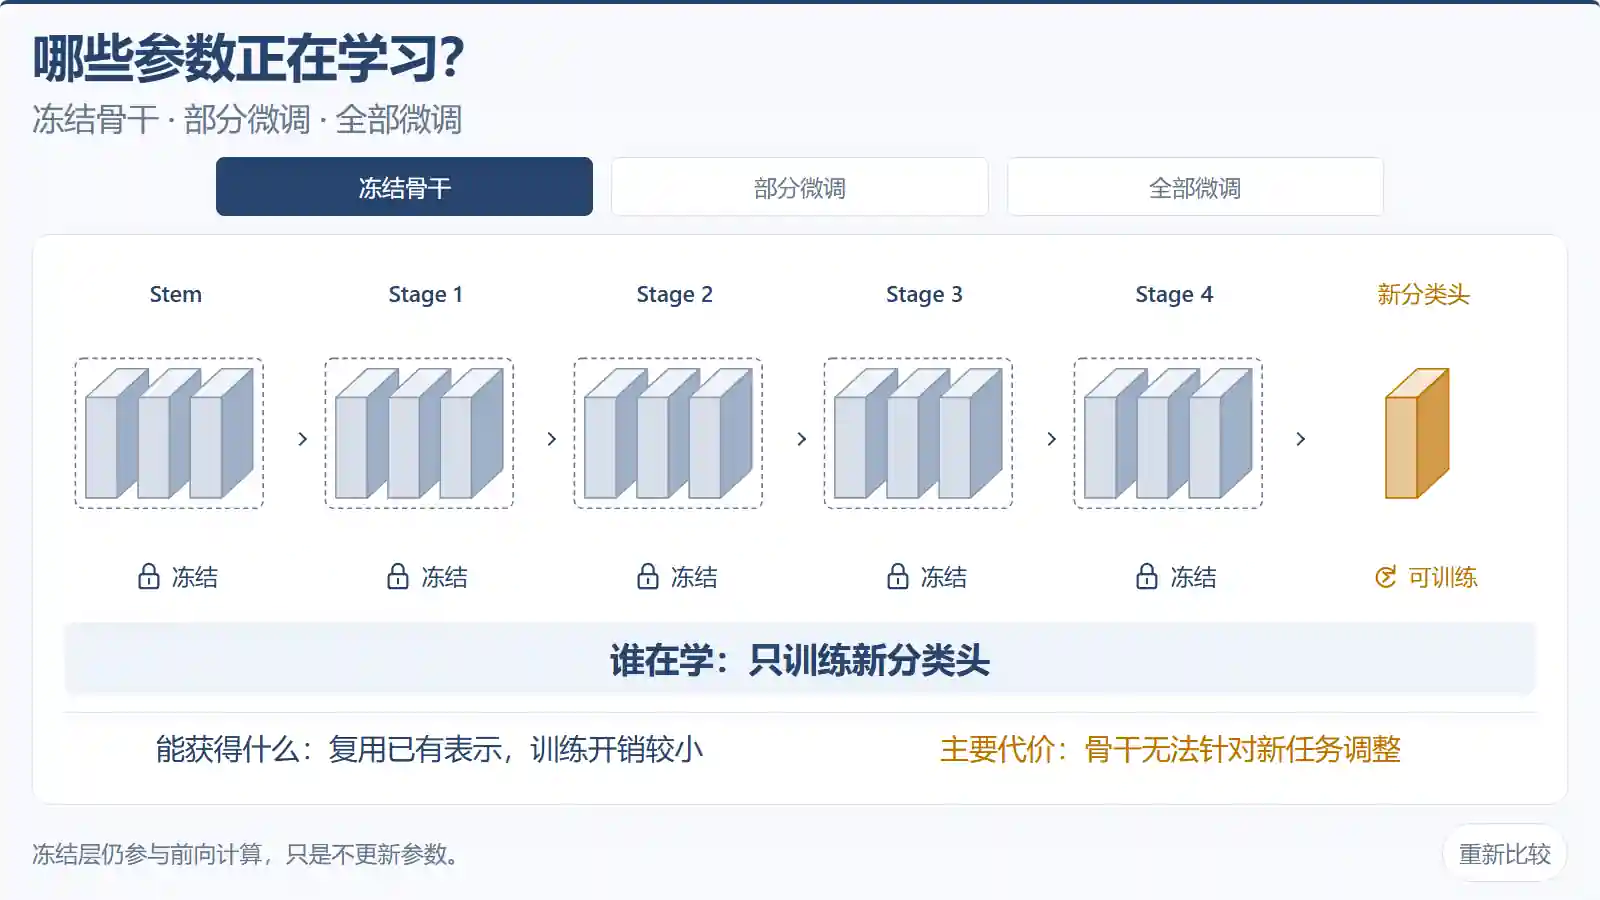 哪些参数正在学习？
冻结骨干 · 部分微调 · 全部微调
冻结骨干
部分微调
全部微调
Stem
Stage 1
Stage 2
Stage 3
Stage 4
新分类头
冻结
冻结
冻结
冻结
冻结
可训练
谁在学：只训练新分类头
能获得什么：复用已有表示，训练开销较小
主要代价：骨干无法针对新任务调整
冻结层仍参与前向计算，只是不更新参数。
重新比较